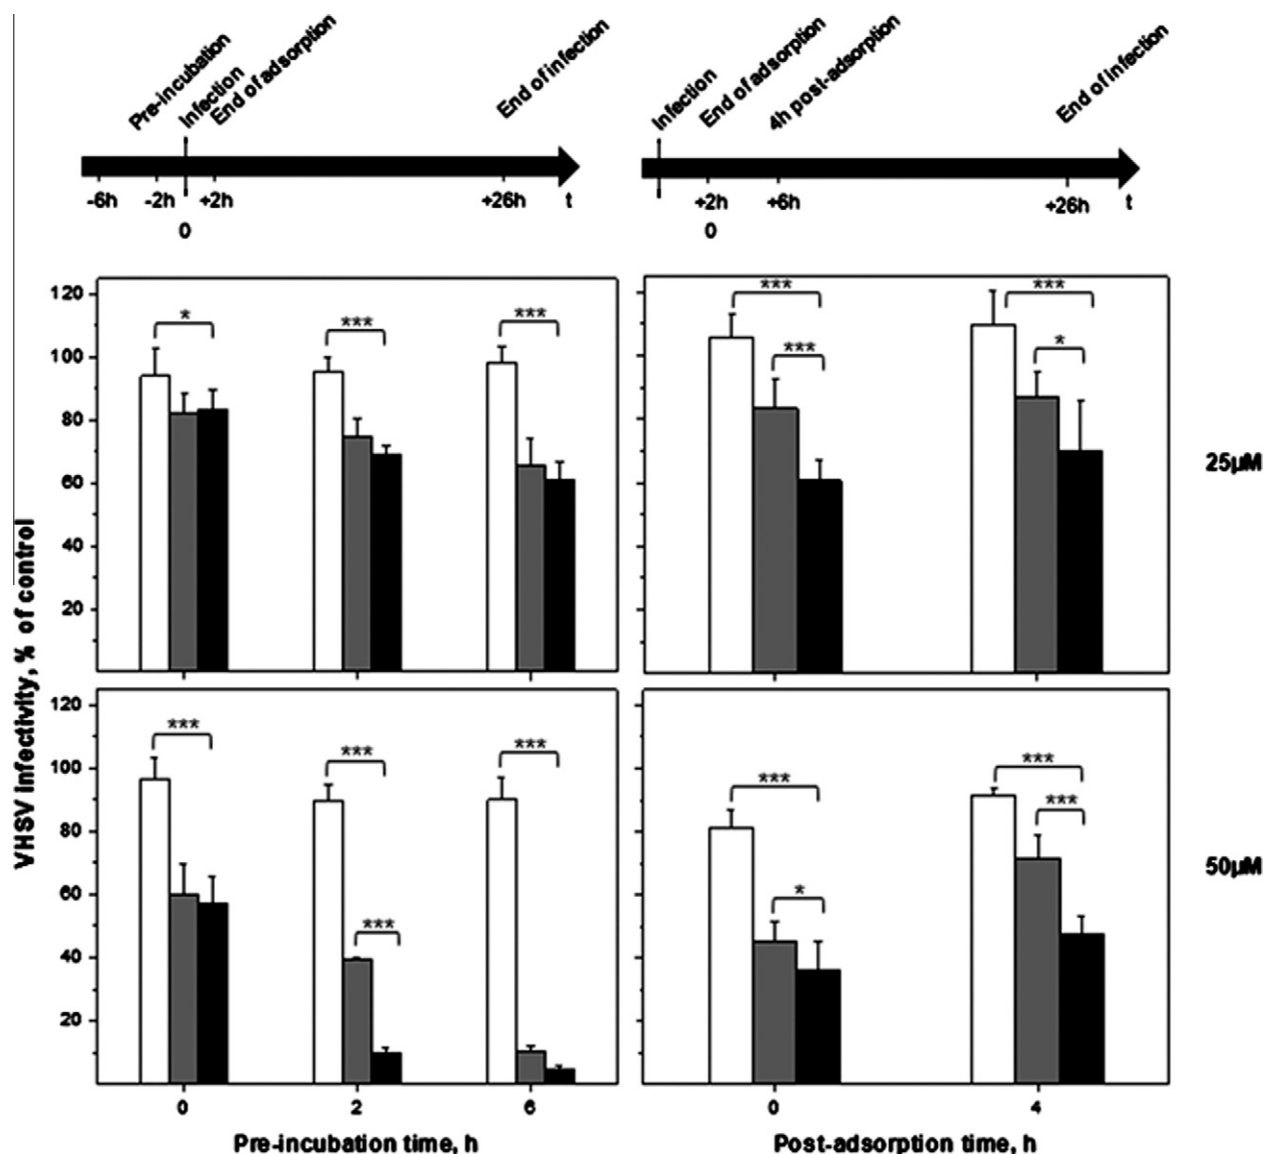 Pre-incubation
Infection
End of adsorption
End of infection
-6h -2h +2h +26h t
0
Infection
End of adsorption
4h post-adsorption
End of infection
+2h +6h +26h t
0
VHSV infectivity, % of control
120
100
80
60
40
20
* *** ***
*** ***
*** *
25µM
120
100
80
60
40
20
*** *** ***
***
*** ***
* ***
50µM
0 2 6
Pre-incubation time, h
0 4
Post-adsorption time, h